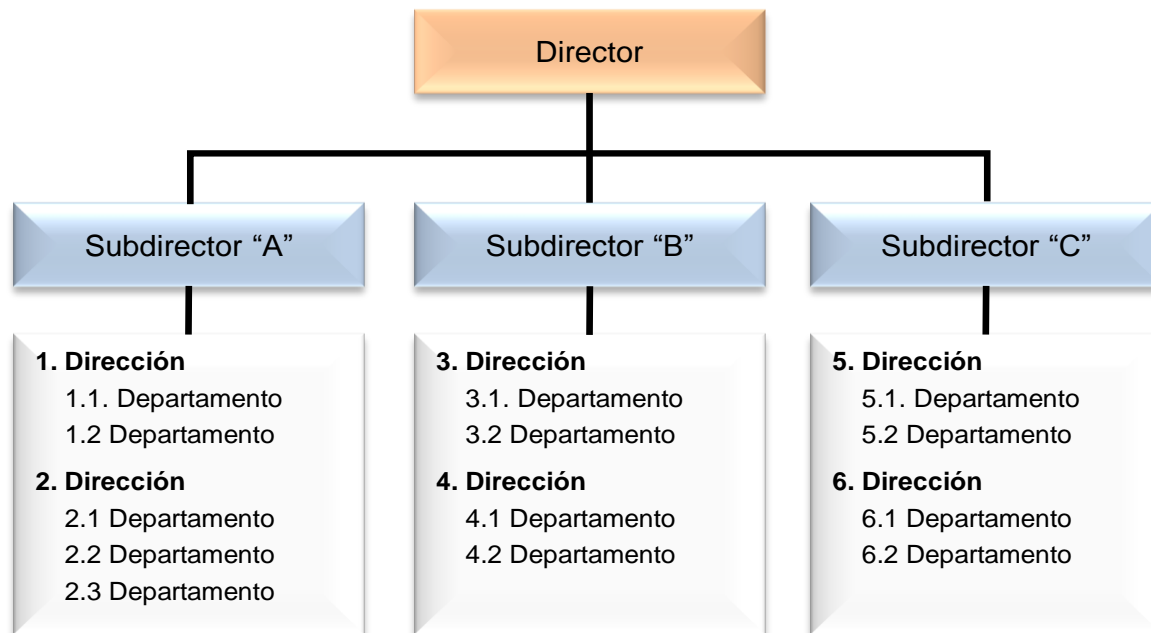 Director
Subdirector “A”
Subdirector “B”
Subdirector “C”
1. Dirección
1.1. Departamento
1.2 Departamento
2. Dirección
2.1 Departamento
2.2 Departamento
2.3 Departamento
3. Dirección
3.1. Departamento
3.2 Departamento
4. Dirección
4.1 Departamento
4.2 Departamento
5. Dirección
5.1. Departamento
5.2 Departamento
6. Dirección
6.1 Departamento
6.2 Departamento